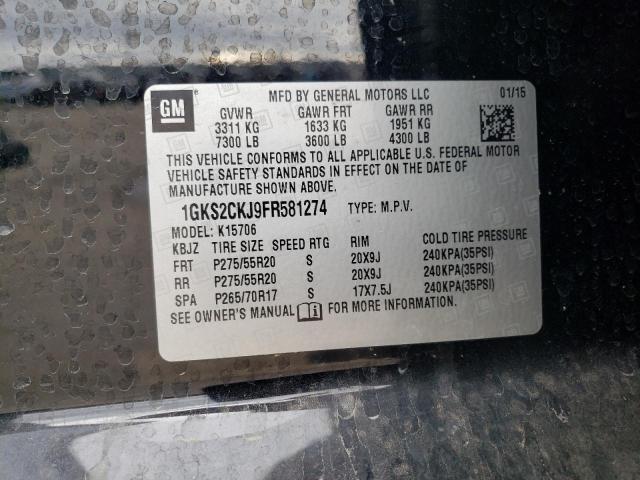 GM
®
MFD BY GENERAL MOTORS LLC 01/15
GVWR GAWR FRT GAWR RR
3311 KG 1633 KG 1951 KG
7300 LB 3600 LB 4300 LB
THIS VEHICLE CONFORMS TO ALL APPLICABLE U.S. FEDERAL MOTOR
VEHICLE SAFETY STANDARDS IN EFFECT ON THE DATE OF
MANUFACTURE SHOWN ABOVE.
1GKS2CKJ9FR581274 TYPE: M.P.V.
MODEL: K15706
KBJZ TIRE SIZE SPEED RTG RIM COLD TIRE PRESSURE
FRT P275/55R20 S 20X9J 240KPA(35PSI)
RR P275/55R20 S 20X9J 240KPA(35PSI)
SPA P265/70R17 S 17X7.5J 240KPA(35PSI)
SEE OWNER'S MANUAL i FOR MORE INFORMATION.